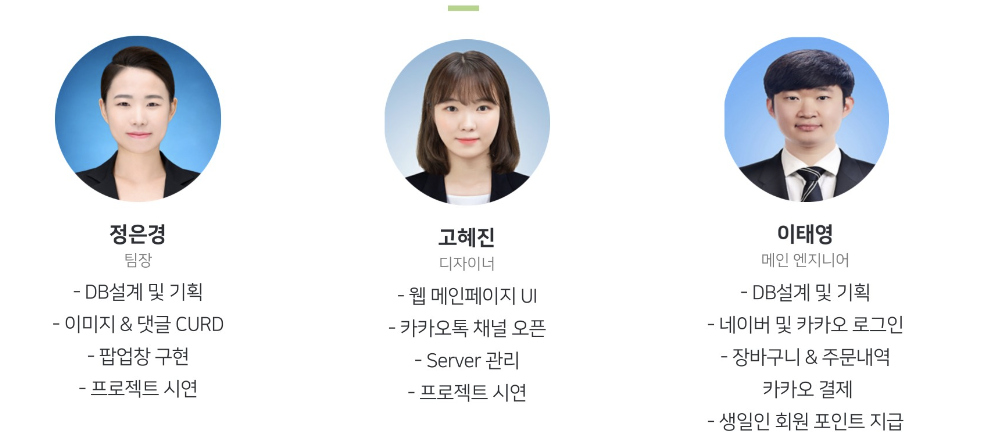 정은경
팀장
- DB설계 및 기획
- 이미지 & 댓글 CURD
- 팝업창 구현
- 프로젝트 시연
고혜진
디자이너
- 웹 메인페이지 UI
- 카카오톡 채널 오픈
- Server 관리
- 프로젝트 시연
이태영
메인 엔지니어
- DB설계 및 기획
- 네이버 및 카카오 로그인
- 장바구니 & 주문내역
카카오 결제
- 생일인 회원 포인트 지급